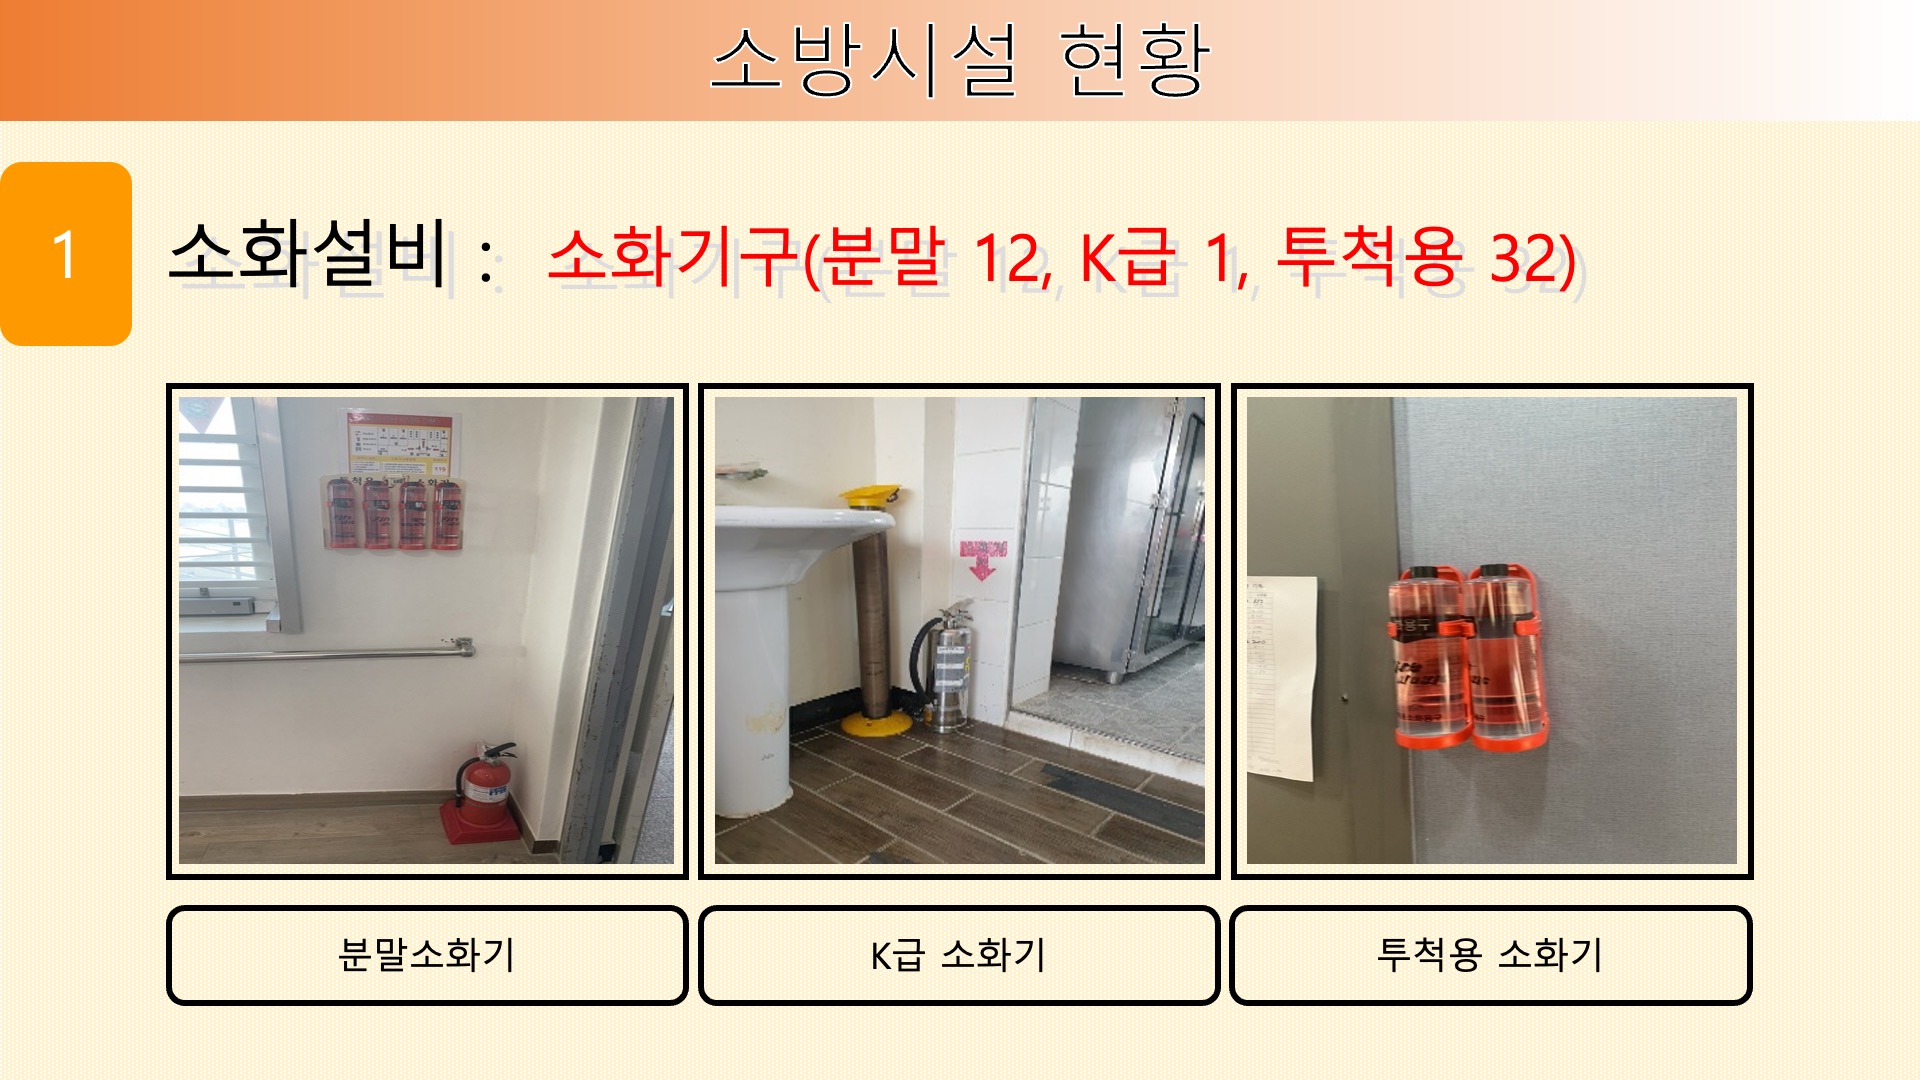 소방시설 현황
1
소화설비 : 소화기구(분말 12, K급 1, 투척용 32)
119
분말소화기
K급 소화기
투척용 소화기